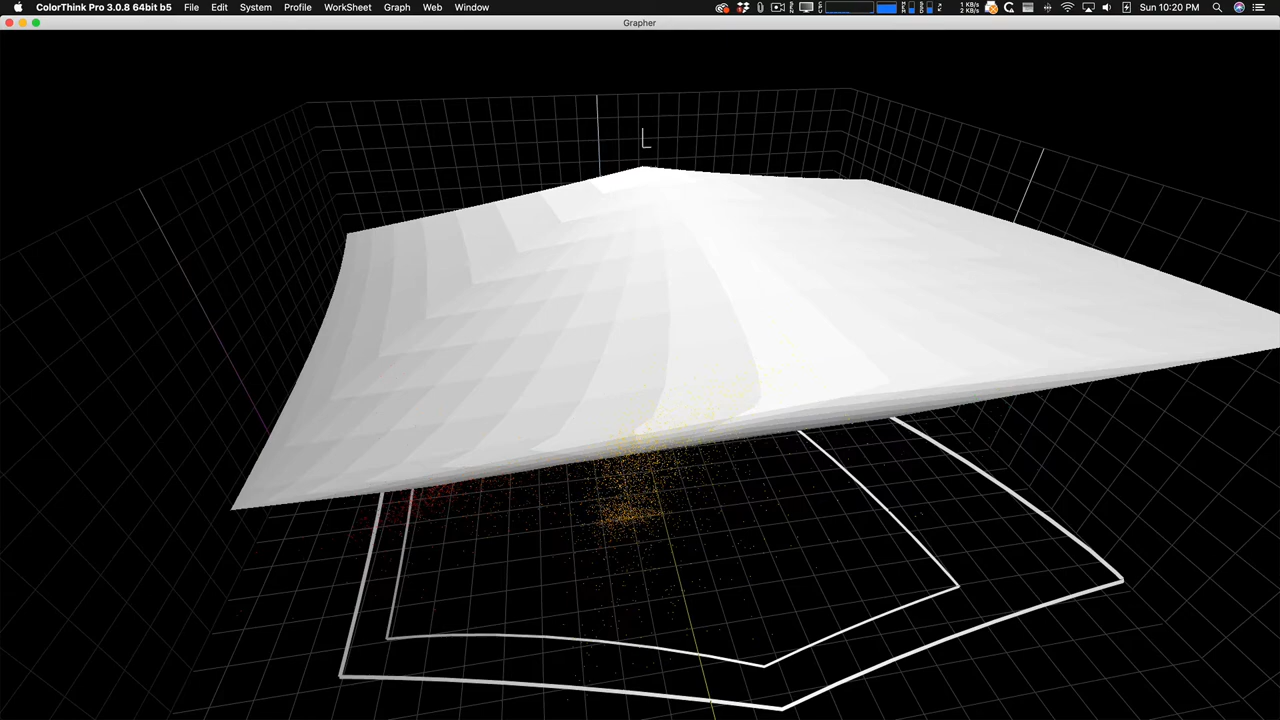 ColorThink Pro 3.0.8 64bit b5 File Edit System Profile WorkSheet Graph Web Window Sun 10:20 PM
Grapher
L